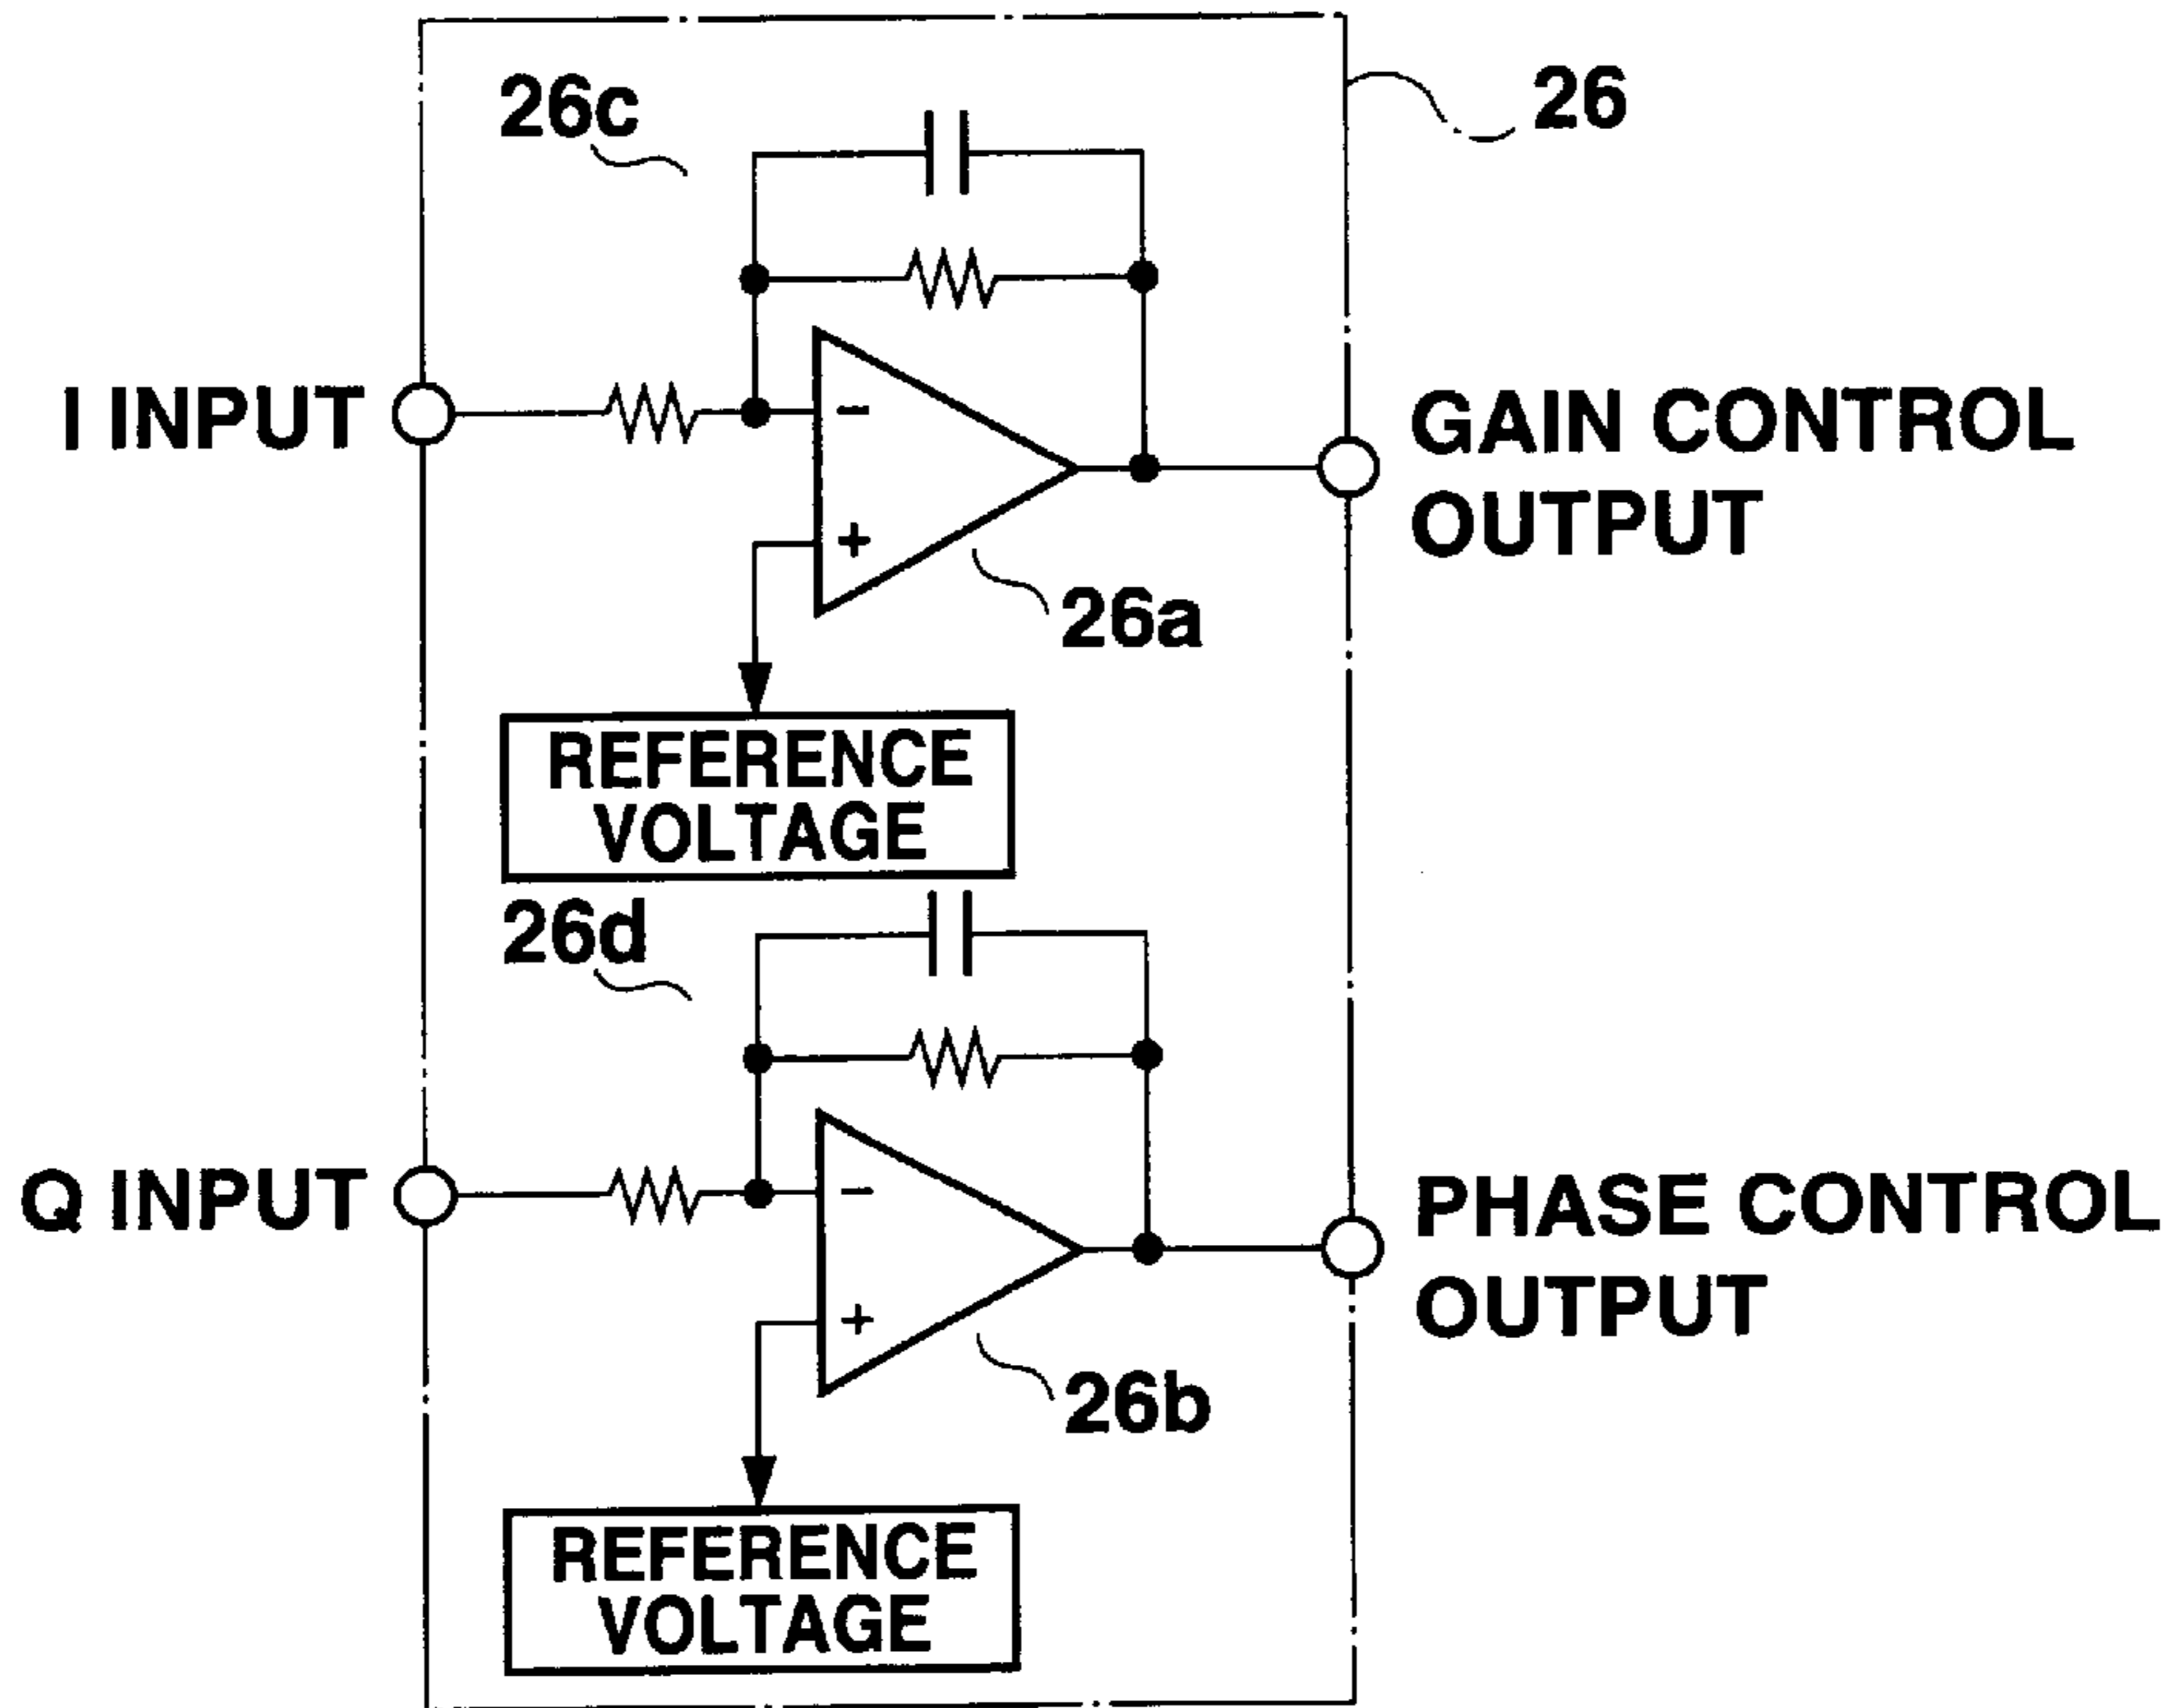 26c
26
I INPUT
GAIN CONTROL
OUTPUT
−
+
26a
REFERENCE
VOLTAGE
26d
Q INPUT
PHASE CONTROL
OUTPUT
−
+
26b
REFERENCE
VOLTAGE